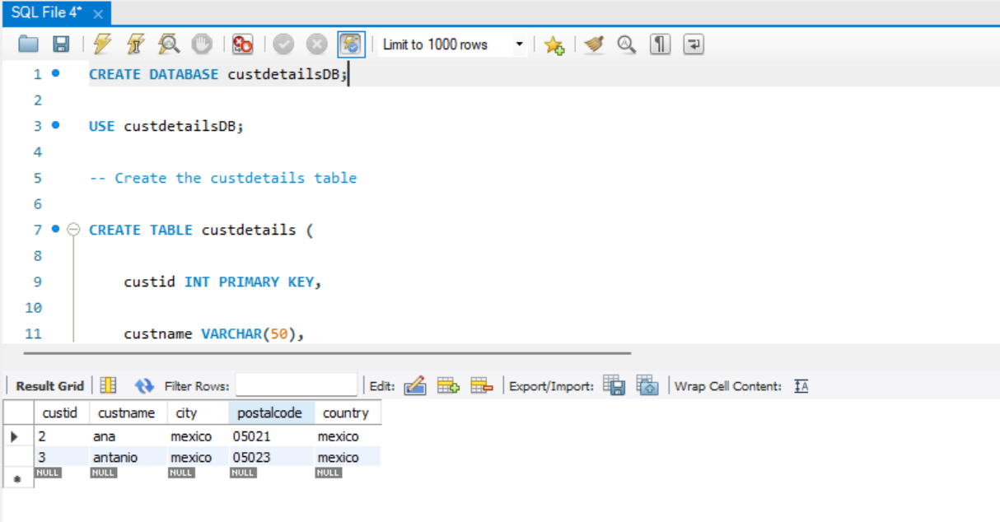 SQL File 4*
Limit to 1000 rows
1 CREATE DATABASE custdetailsDB;
2
3 USE custdetailsDB;
4
5 -- Create the custdetails table
6
7 CREATE TABLE custdetails (
8
9 custid INT PRIMARY KEY,
10
11 custname VARCHAR(50),
Result Grid Filter Rows: Edit: Export/Import: Wrap Cell Content: IA
custid custname city postalcode country
2 ana mexico 05021 mexico
3 antanio mexico 05023 mexico
NULL NULL NULL NULL NULL